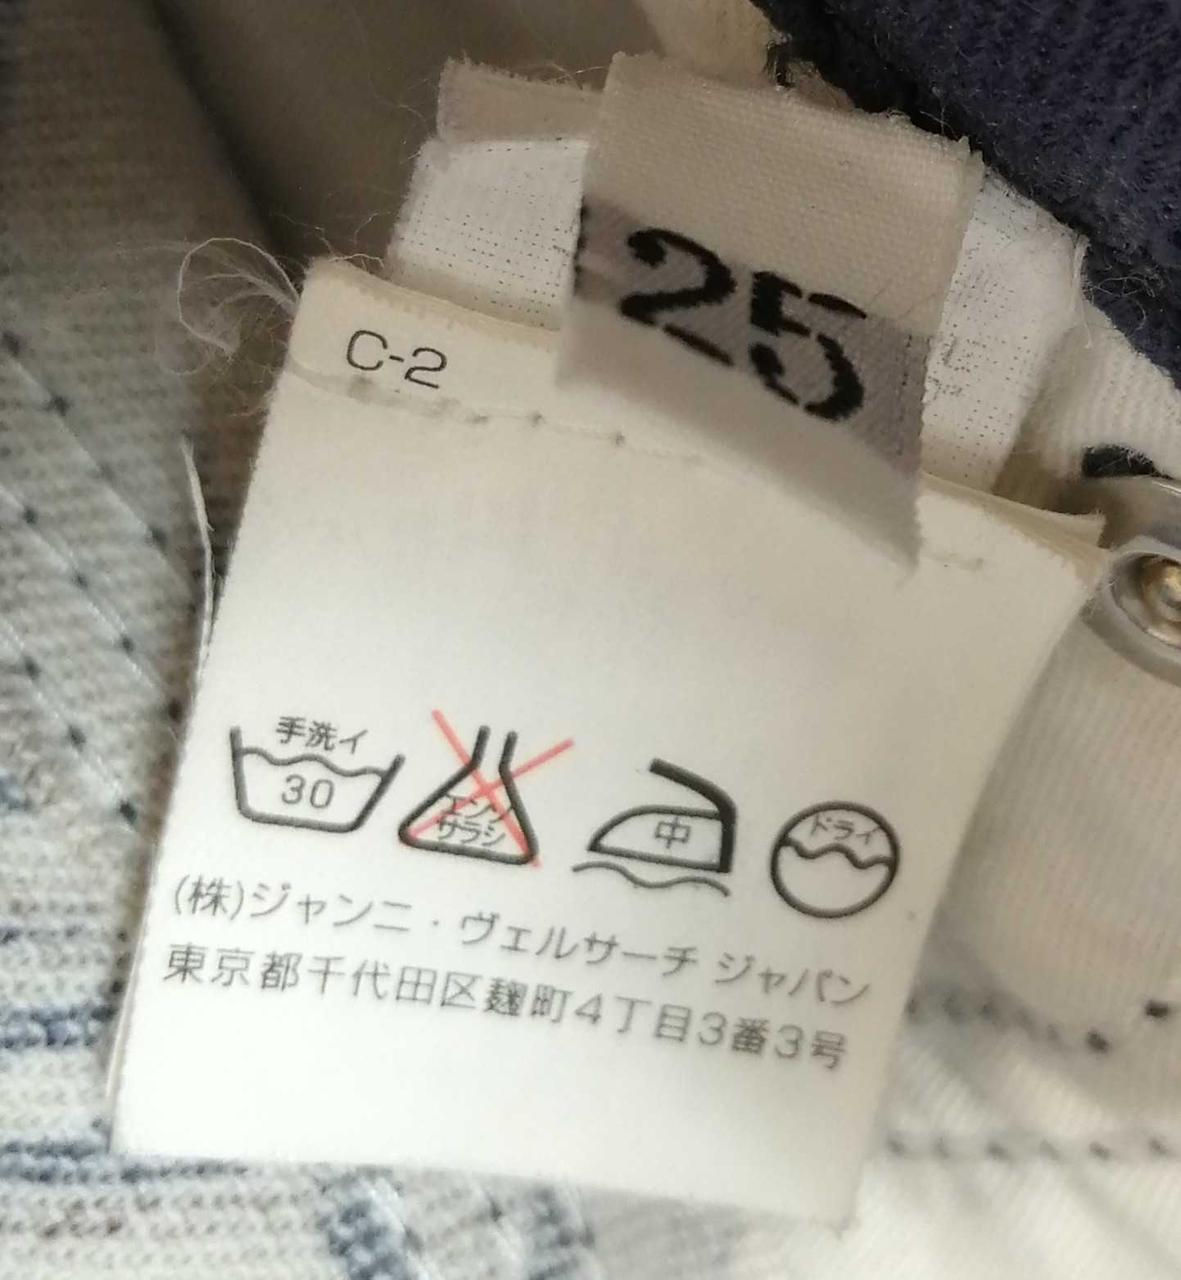 25
C-2
手洗イ
30
エンソ
サラシ
中
ドライ
(株)ジャンニ・ヴェルサーチ ジャパン
東京都千代田区麹町4丁目3番3号